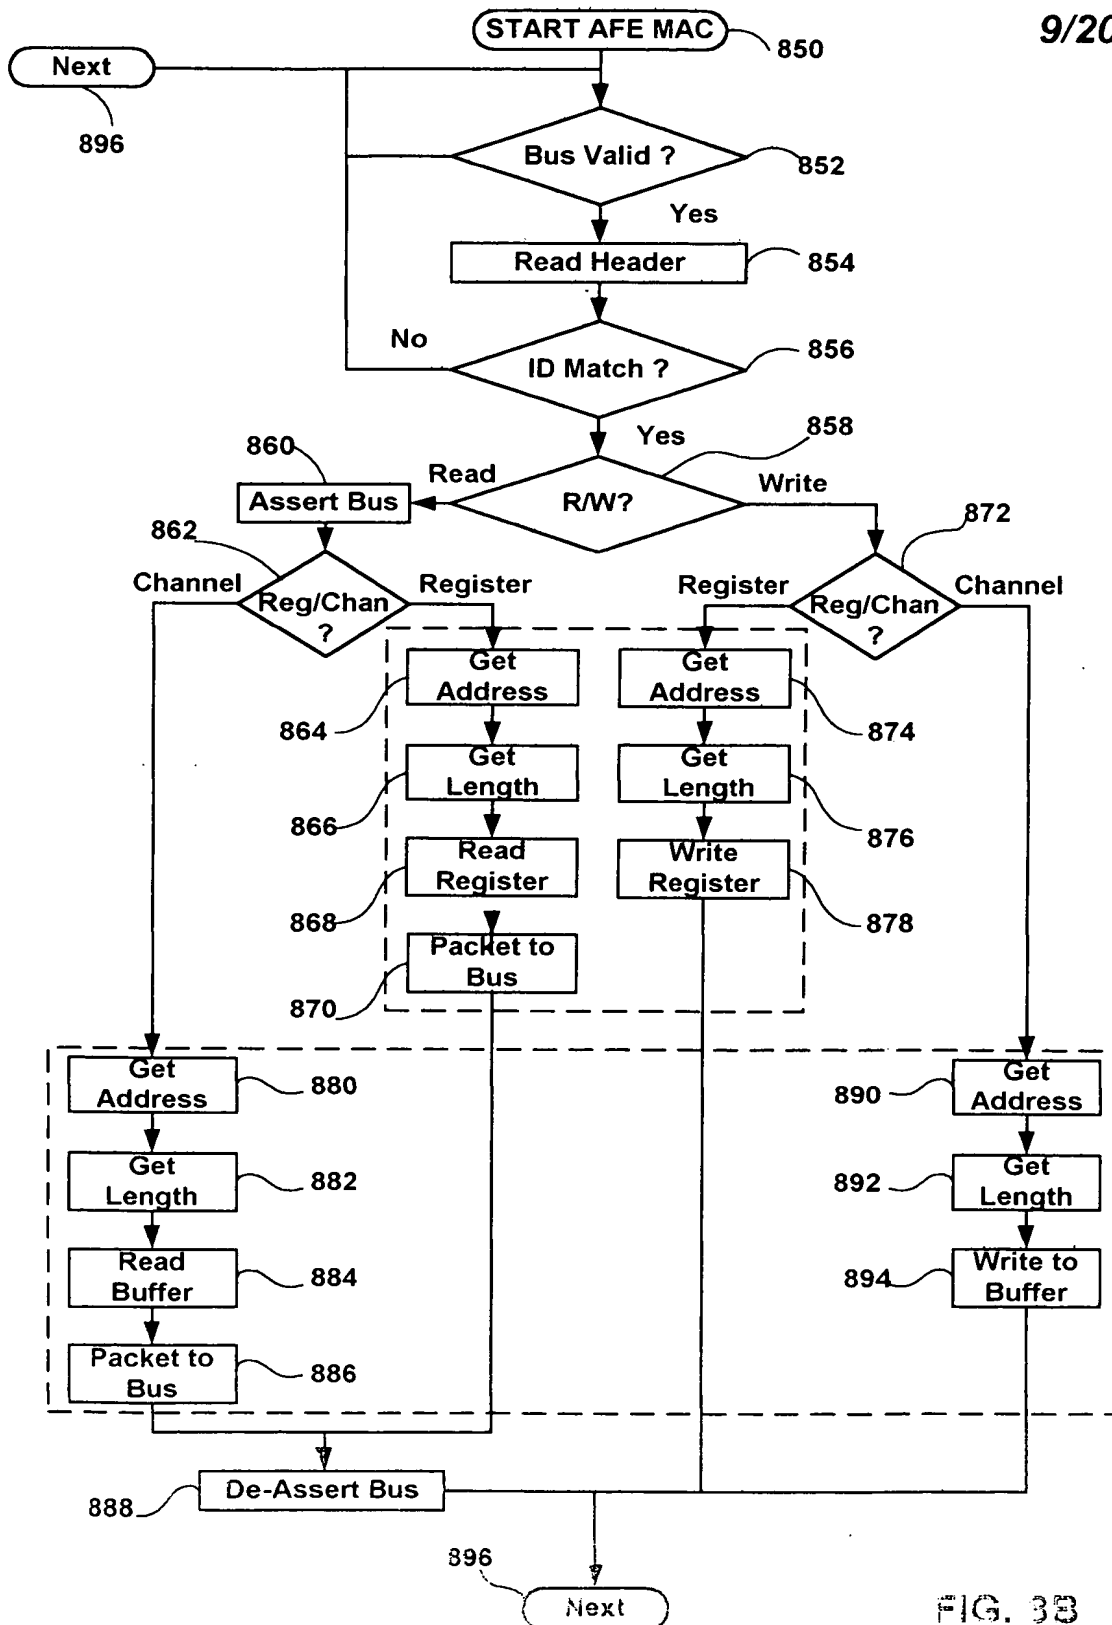 START AFE MAC
850
9/20
Next
896
Bus Valid ?
852
Yes
Read Header
854
No
ID Match ?
856
Yes
858
860
Read
Write
Assert Bus
R/W?
862
872
Channel
Register
Register
Channel
Reg/Chan
?
Reg/Chan
?
Get
Address
864
Get
Address
874
Get
Length
866
Get
Length
876
Read
Register
868
Write
Register
878
Packet to
Bus
870
Get
Address
880
890
Get
Address
Get
Length
882
892
Get
Length
Read
Buffer
884
894
Write to
Buffer
Packet to
Bus
886
De-Assert Bus
888
896
Next
FIG. 3B